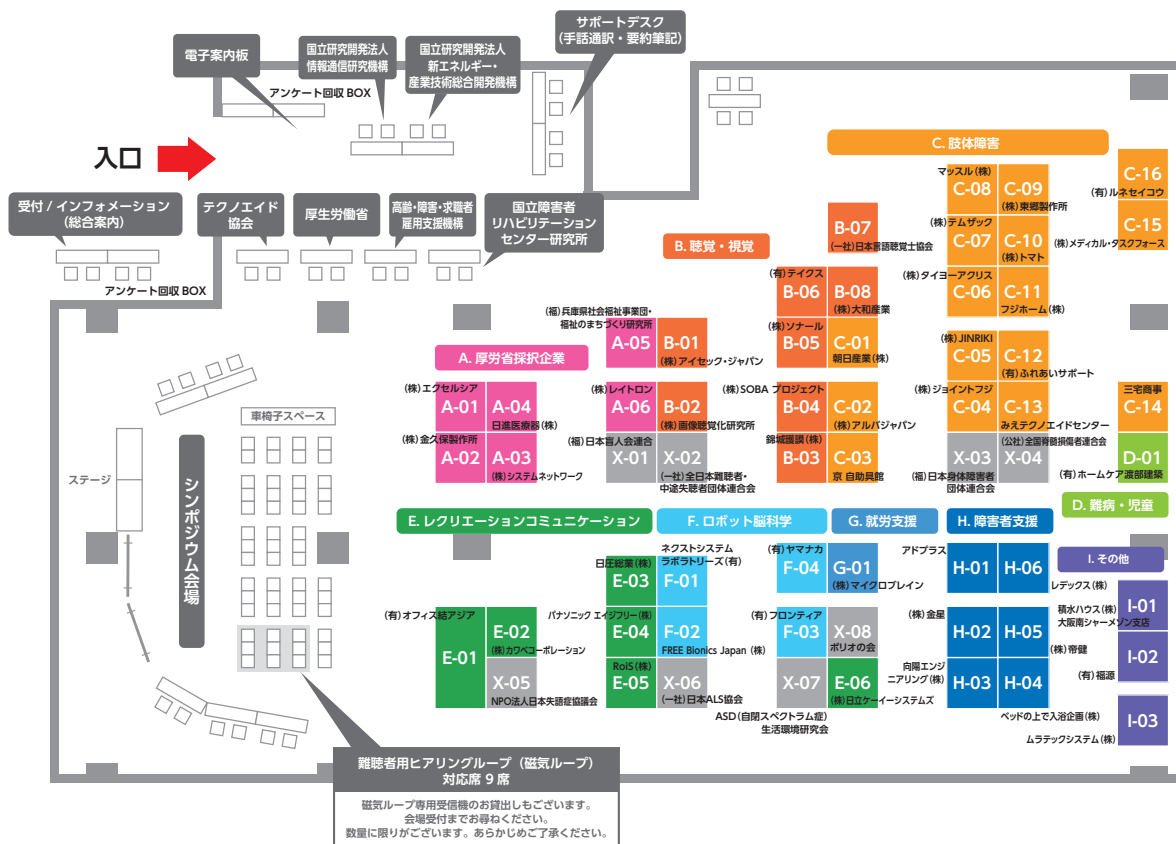 電子案内板
国立研究開発法人
情報通信研究機構
国立研究開発法人
新エネルギー・
産業技術総合開発機構
サポートデスク
(手話通訳・要約筆記)
アンケート回収 BOX
入口
受付 / インフォメーション
(総合案内)
テクノエイド
協会
厚生労働省
高齢・障害・求職者
雇用支援機構
国立障害者
リハビリテーション
センター研究所
アンケート回収 BOX
C. 肢体障害
マッスル(株)
C-08
C-09
(株)東郷製作所
C-16
(有)ルネセイコウ
(株)テムザック
C-07
C-10
(株)トマト
C-15
(株)メディカル・タスクフォース
(株)タイヨーアクリス
C-06
C-11
フジホーム(株)
B. 聴覚・視覚
B-07
(一社)日本言語聴覚士協会
(有)テイクス
B-06
B-08
(株)大和産業
(株)ソナール
B-05
C-01
朝日産業(株)
(福)兵庫県社会福祉事業団・
福祉のまちづくり研究所
A-05
B-01
(株)アイセック・ジャパン
(株)JINRIKI
C-05
C-12
(有)ふれあいサポート
A. 厚労省採択企業
(株)エクセルシア
A-01
A-04
日進医療器(株)
(株)金久保製作所
A-02
A-03
(株)システムネットワーク
(株)レイトロン
A-06
B-02
(株)画像聴覚化研究所
(福)日本盲人会連合
X-01
X-02
(一社)全日本難聴者・
中途失聴者団体連合会
(株)SOBA プロジェクト
B-04
C-02
(株)アルバジャパン
錦城護謨(株)
B-03
C-03
京 自助具館
(株)ジョイントフジ
C-04
C-13
みえテクノエイドセンター
(公社)全国脊髄損傷者連合会
X-03
X-04
(福)日本身体障害者
団体連合会
三宅商事
C-14
D-01
(有)ホームケア渡部建築
D. 難病・児童
車椅子スペース
ステージ
シンポジウム会場
E. レクリエーションコミュニケーション
F. ロボット脳科学
G. 就労支援
H. 障害者支援
I. その他
日圧総業(株)
E-03
ネクストシステム
ラボラトリーズ(有)
F-01
(有)ヤマナカ
F-04
G-01
(株)マイクロブレイン
アドプラス
H-01
H-06
レデックス(株)
(有)オフィス結アジア
E-01
E-02
(株)カワベコーポレーション
X-05
NPO法人日本失語症協議会
パナソニック エイジフリー(株)
E-04
F-02
FREE Bionics Japan (株)
RoiS(株)
E-05
X-06
(一社)日本ALS協会
(有)フロンティア
F-03
X-08
ポリオの会
X-07
E-06
(株)日立ケーイーシステムズ
ASD(自閉スペクトラム症)
生活環境研究会
(株)金星
H-02
H-05
(株)帝健
向陽エンジ
ニアリング(株)
H-03
H-04
ベッドの上で入浴企画(株)
積水ハウス(株)
大阪南シャーメゾン支店
I-01
I-02
(有)福源
I-03
ムラテックシステム(株)
難聴者用ヒアリングループ(磁気ループ)
対応席 9 席
磁気ループ専用受信機のお貸出しもございます。
会場受付までお尋ねください。
数量に限りがございます。あらかじめご了承ください。